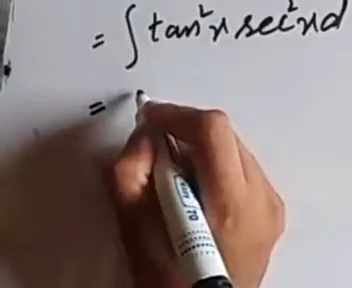 = ∫ tan²x sec²x d
=